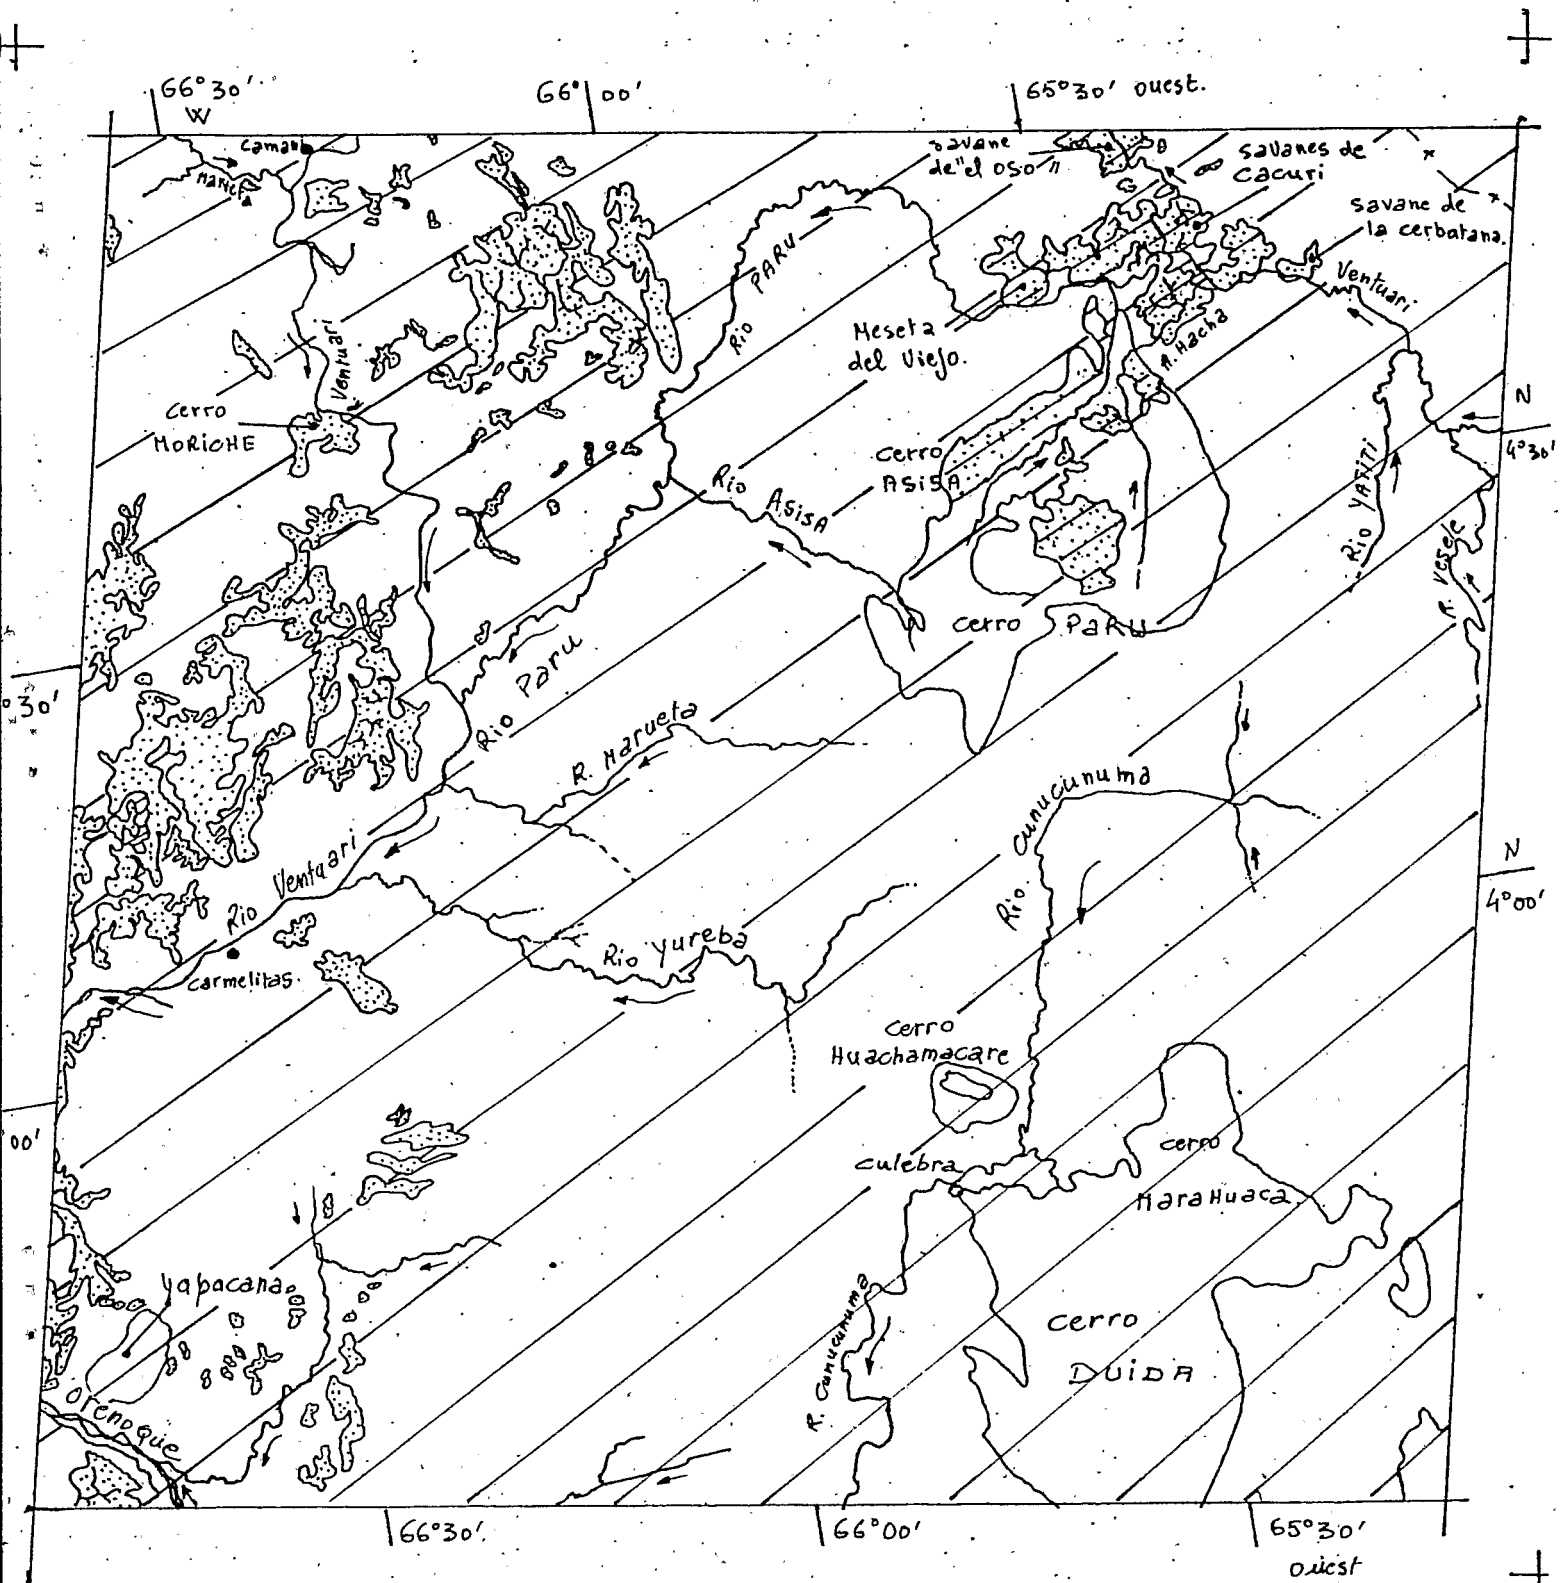 66°30'
W
66° 00'
65°30' ouest.
camani
savane
de "el oso"
savanes de
cacuri
savane de
la cerbatana.
Ventuari
Rio PARU
Ventuari
Meseta
del Viejo.
R. Hacha
cerro
MORICHE
N
4°30'
cerro
ASISA
Rio ASISA
Rio YATITI
R. Vesele
cerro PARU
Rio Paru
°30'
R. Marueta
Rio cunucunuma
N
4°00'
Rio Ventuari
Rio Yureba
carmelitas.
cerro
Huachamacare
00'
culebra
cerro
MaraHuaca
yapacana
R. Cunucunuma
cerro
DUIDA
Orenoque
66°30'
66°00'
65°30'
ouest